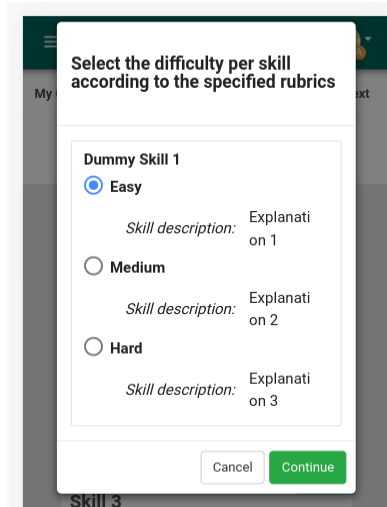 Select the difficulty per skill
according to the specified rubrics
My
ext
Dummy Skill 1
Easy
Skill description:
Explanati
on 1
Medium
Skill description:
Explanati
on 2
Hard
Skill description:
Explanati
on 3
Cancel Continue
Skill 3